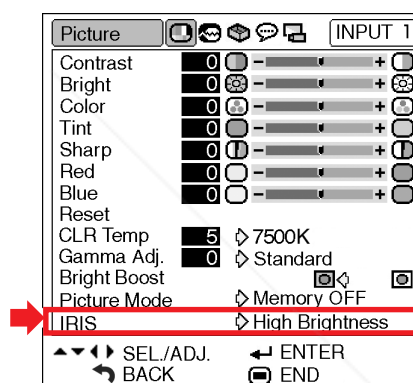 Picture INPUT 1
Contrast 0 - +
Bright 0 - +
Color 0 - +
Tint 0 - +
Sharp 0 - +
Red 0 - +
Blue 0 - +
Reset
CLR Temp 5 7500K
Gamma Adj. 0 Standard
Bright Boost
Picture Mode Memory OFF
IRIS High Brightness
SEL./ADJ. ENTER
BACK END